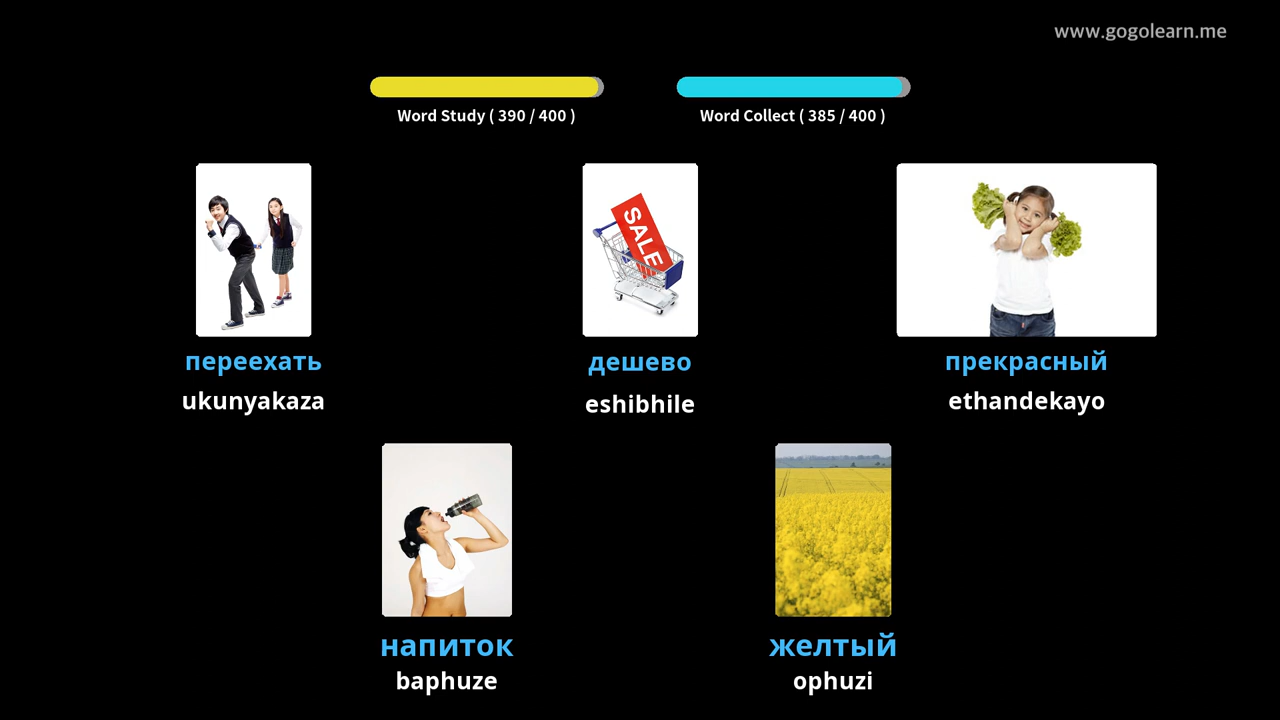 www.gogolearn.me
Word Study ( 390 / 400 )
Word Collect ( 385 / 400 )
SALE
переехать
дешево
прекрасный
ukunyakaza
eshibhile
ethandekayo
напиток
желтый
baphuze
ophuzi